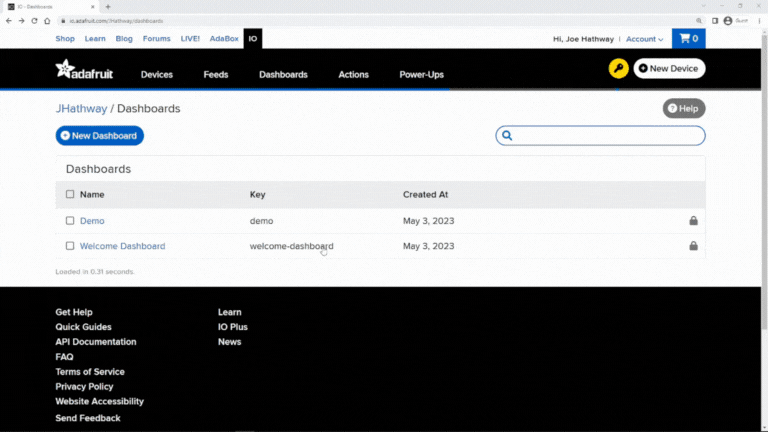 IO - Dashboards
io.adafruit.com/JHathway/dashboards
Guest
Shop Learn Blog Forums LIVE! AdaBox IO
Hi, Joe Hathway | Account
0
adafruit
Devices Feeds Dashboards Actions Power-Ups
New Device
JHathway / Dashboards
Help
New Dashboard
Dashboards
Name Key Created At
Demo demo May 3, 2023
Welcome Dashboard welcome-dashboard May 3, 2023
Loaded in 0.31 seconds.
Get Help Learn
Quick Guides IO Plus
API Documentation News
FAQ
Terms of Service
Privacy Policy
Website Accessibility
Send Feedback